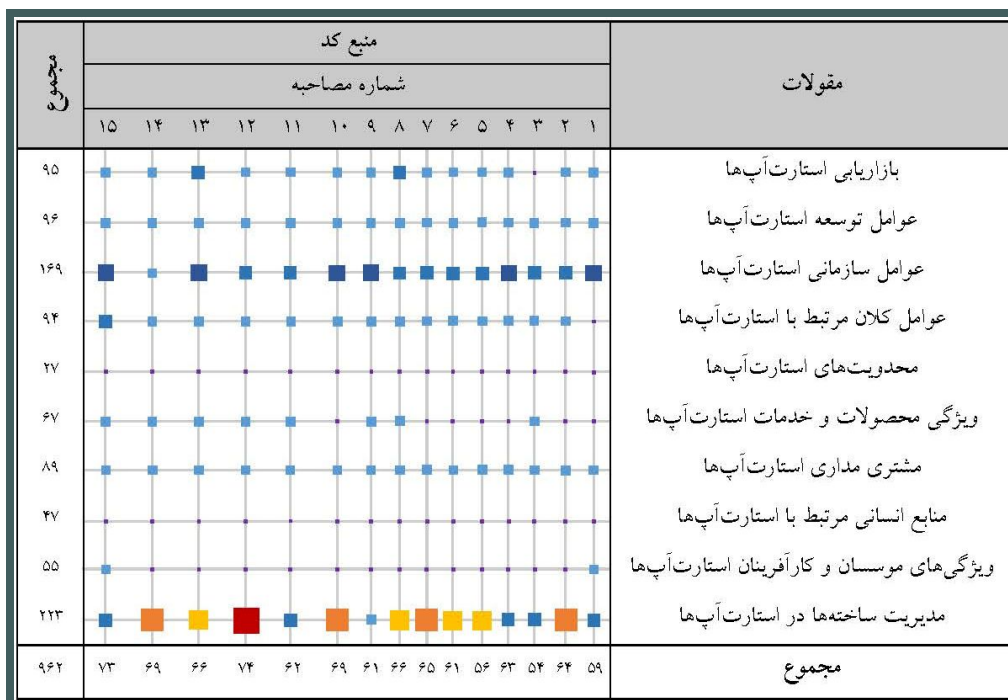 مقولات
منبع کد
مجموع
شماره مصاحبه
۱ ۲ ۳ ۴ ۵ ۶ ۷ ۸ ۹ ۱۰ ۱۱ ۱۲ ۱۳ ۱۴ ۱۵
بازاریابی استارت‌آپ‌ها ۹۵
عوامل توسعه استارت‌آپ‌ها ۹۶
عوامل سازمانی استارت‌آپ‌ها ۱۶۹
عوامل کلان مرتبط با استارت‌آپ‌ها ۹۴
محدویت‌های استارت‌آپ‌ها ۲۷
ویژگی محصولات و خدمات استارت‌آپ‌ها ۶۷
مشتری مداری استارت‌آپ‌ها ۸۹
منابع انسانی مرتبط با استارت‌آپ‌ها ۴۷
ویژگی‌های موسسان و کارآفرینان استارت‌آپ‌ها ۵۵
مدیریت ساخته‌ها در استارت‌آپ‌ها ۲۲۳
مجموع ۵۹ ۶۴ ۵۴ ۶۳ ۵۶ ۶۱ ۶۵ ۶۶ ۶۱ ۶۹ ۶۲ ۷۴ ۶۶ ۶۹ ۷۳ ۹۶۲